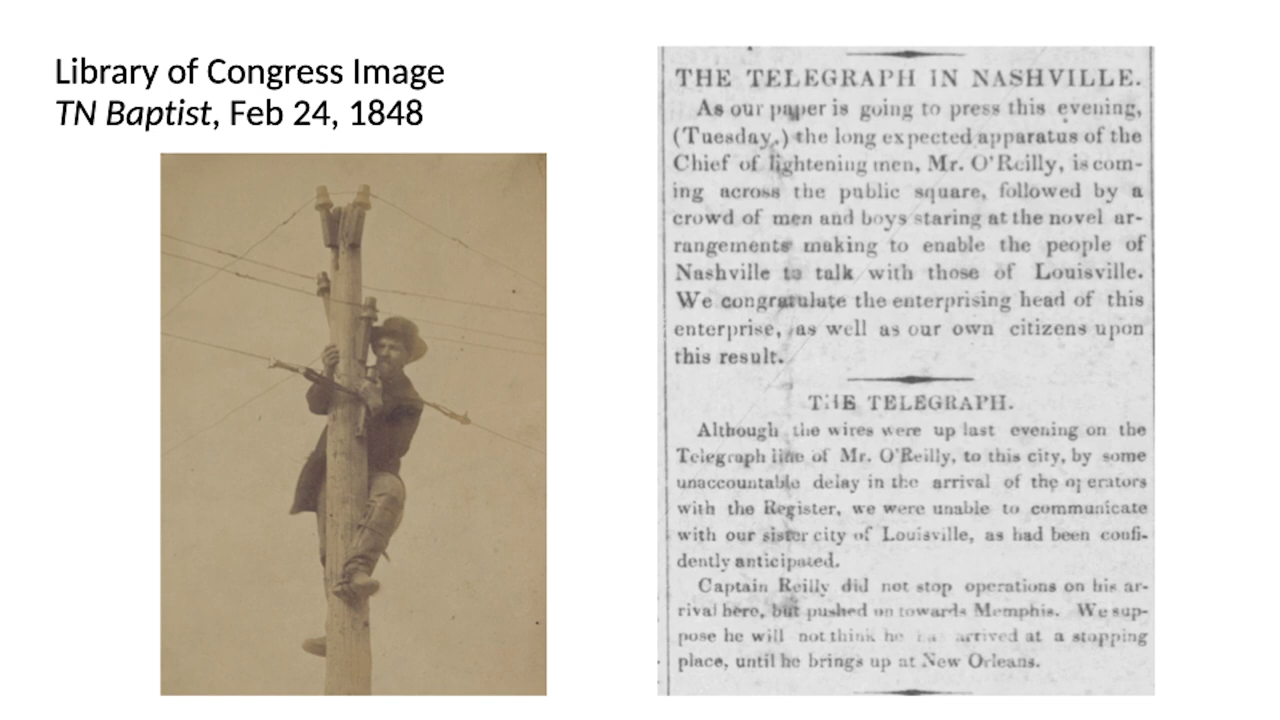 Library of Congress Image
TN Baptist, Feb 24, 1848
THE TELEGRAPH IN NASHVILLE.
As our paper is going to press this evening,
(Tuesday,) the long expected apparatus of the
Chief of lightening men, Mr. O'Reilly, is com-
ing across the public square, followed by a
crowd of men and boys staring at the novel ar-
rangements making to enable the people of
Nashville to talk with those of Louisville.
We congratulate the enterprising head of this
enterprise, as well as our own citizens upon
this result.
THE TELEGRAPH.
Although the wires were up last evening on the
Telegraph line of Mr. O'Reilly, to this city, by some
unaccountable delay in the arrival of the operators
with the Register, we were unable to communicate
with our sister city of Louisville, as had been confi-
dently anticipated.
Captain Reilly did not stop operations on his ar-
rival here, but pushed on towards Memphis. We sup-
pose he will not think he arrived at a stopping
place, until he brings up at New Orleans.